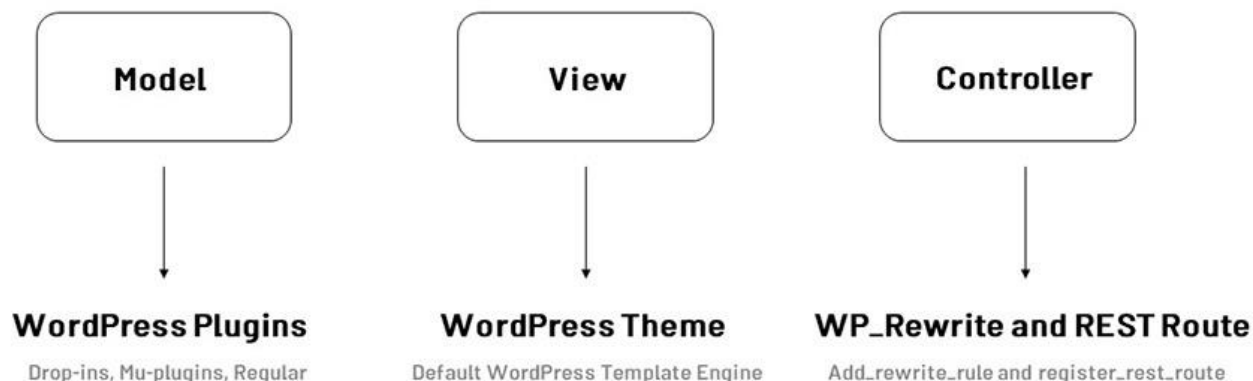 Model
View
Controller
WordPress Plugins
WordPress Theme
WP_Rewrite and REST Route
Drop-ins, Mu-plugins, Regular
Default WordPress Template Engine
Add_rewrite_rule and register_rest_route